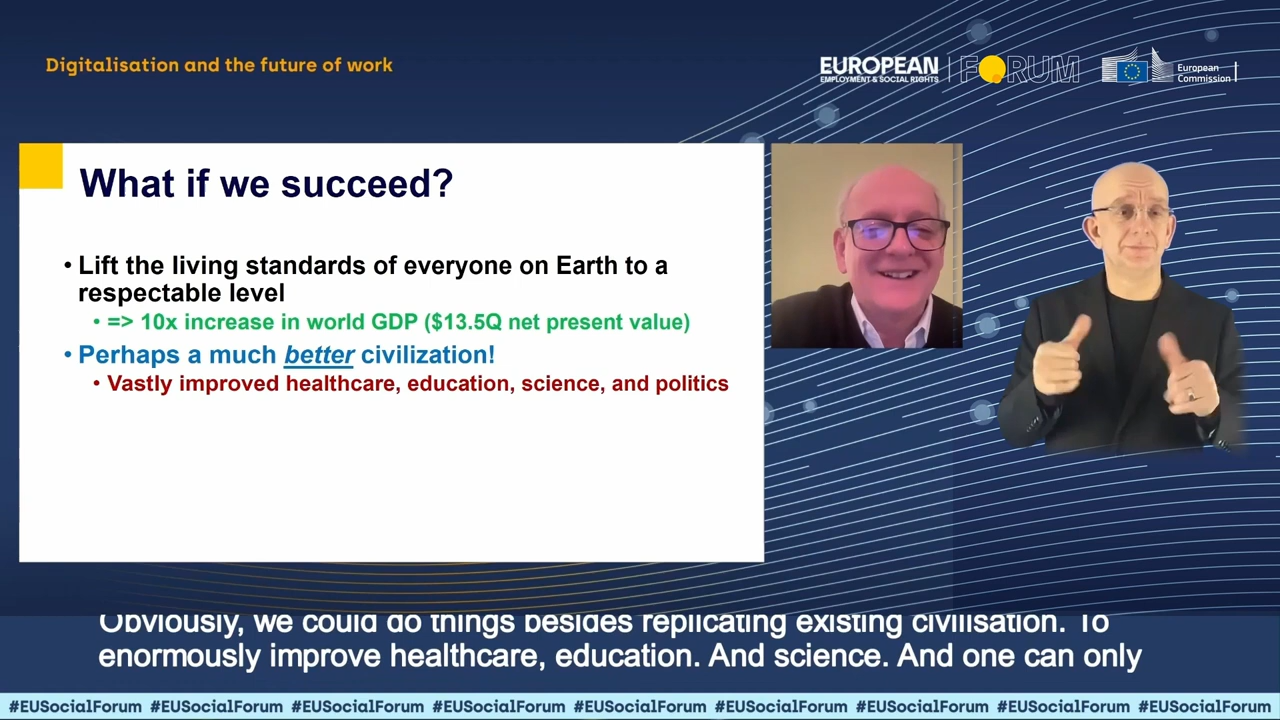 Digitalisation and the future of work
EUROPEAN
EMPLOYMENT & SOCIAL RIGHTS
FORUM
European
Commission
What if we succeed?
• Lift the living standards of everyone on Earth to a
respectable level
• => 10x increase in world GDP ($13.5Q net present value)
• Perhaps a much better civilization!
• Vastly improved healthcare, education, science, and politics
Obviously, we could do things besides replicating existing civilisation. To
enormously improve healthcare, education. And science. And one can only
#EUSocialForum #EUSocialForum #EUSocialForum #EUSocialForum #EUSocialForum #EUSocialForum #EUSocialForum #EUSocialForum #EUSocialForum